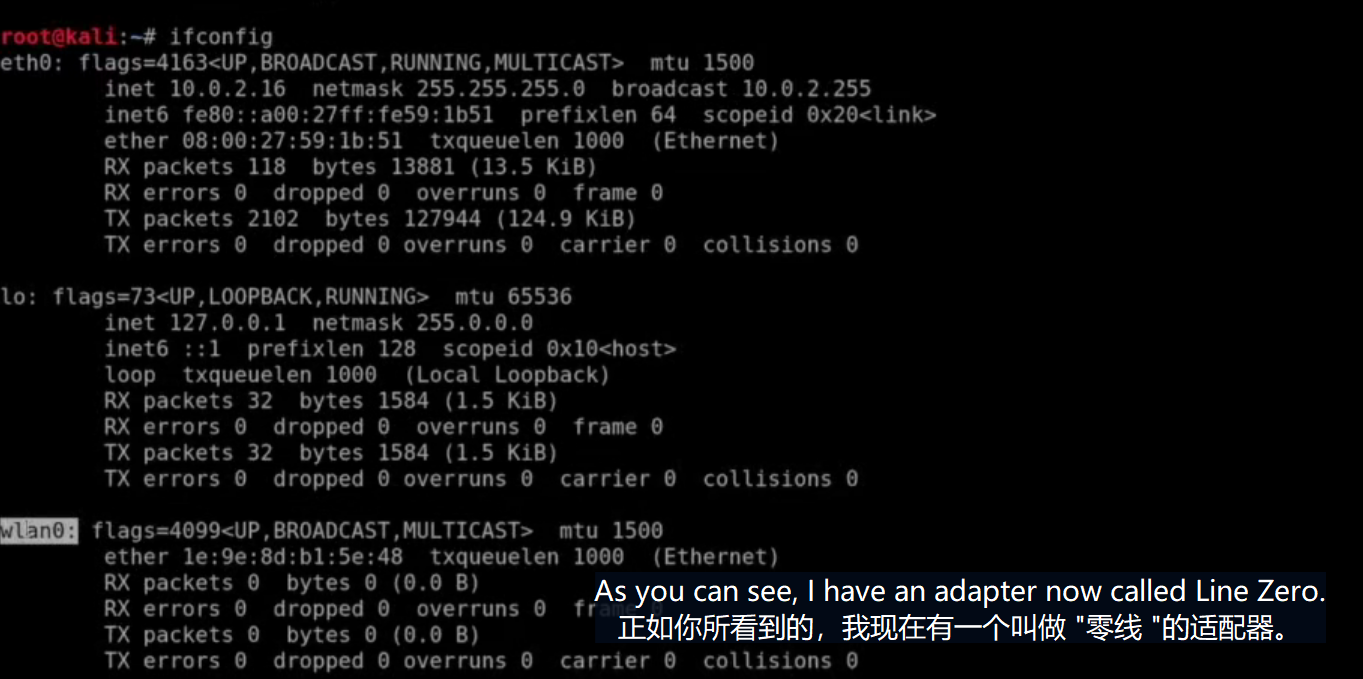 root@kali:~# ifconfig
eth0: flags=4163<UP,BROADCAST,RUNNING,MULTICAST>  mtu 1500
        inet 10.0.2.16  netmask 255.255.255.0  broadcast 10.0.2.255
        inet6 fe80::a00:27ff:fe59:1b51  prefixlen 64  scopeid 0x20<link>
        ether 08:00:27:59:1b:51  txqueuelen 1000  (Ethernet)
        RX packets 118  bytes 13881 (13.5 KiB)
        RX errors 0  dropped 0  overruns 0  frame 0
        TX packets 2102  bytes 127944 (124.9 KiB)
        TX errors 0  dropped 0 overruns 0  carrier 0  collisions 0

lo: flags=73<UP,LOOPBACK,RUNNING>  mtu 65536
        inet 127.0.0.1  netmask 255.0.0.0
        inet6 ::1  prefixlen 128  scopeid 0x10<host>
        loop  txqueuelen 1000  (Local Loopback)
        RX packets 32  bytes 1584 (1.5 KiB)
        RX errors 0  dropped 0  overruns 0  frame 0
        TX packets 32  bytes 1584 (1.5 KiB)
        TX errors 0  dropped 0 overruns 0  carrier 0  collisions 0

wlan0: flags=4099<UP,BROADCAST,MULTICAST>  mtu 1500
        ether 1e:9e:8d:b1:5e:48  txqueuelen 1000  (Ethernet)
        RX packets 0  bytes 0 (0.0 B)
        RX errors 0  dropped 0  overruns 0  frame 0
        TX packets 0  bytes 0 (0.0 B)
        TX errors 0  dropped 0 overruns 0  carrier 0  collisions 0
As you can see, I have an adapter now called Line Zero.
正如你所看到的，我现在有一个叫做 "零线 "的适配器。